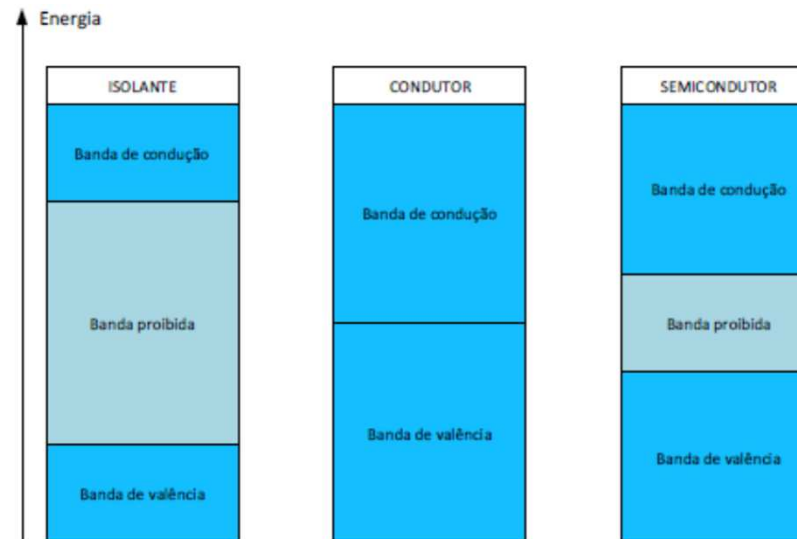 Energia
ISOLANTE
Banda de condução
Banda proibida
Banda de valência
CONDUTOR
Banda de condução
Banda de valência
SEMICONDUTOR
Banda de condução
Banda proibida
Banda de valência